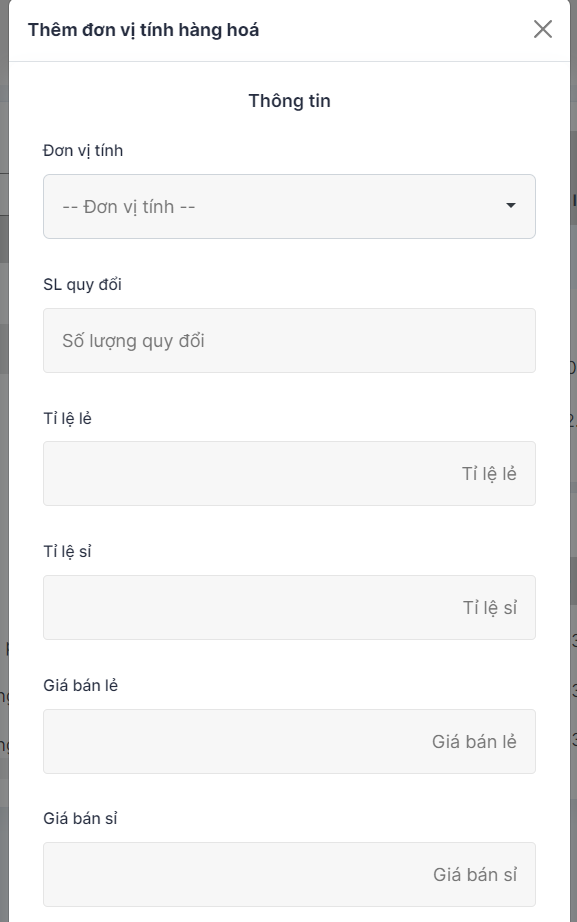 Thêm đơn vị tính hàng hoá
Thông tin
Đơn vị tính
-- Đơn vị tính --
SL quy đổi
Số lượng quy đổi
Tỉ lệ lẻ
Tỉ lệ lẻ
Tỉ lệ sỉ
Tỉ lệ sỉ
Giá bán lẻ
Giá bán lẻ
Giá bán sỉ
Giá bán sỉ